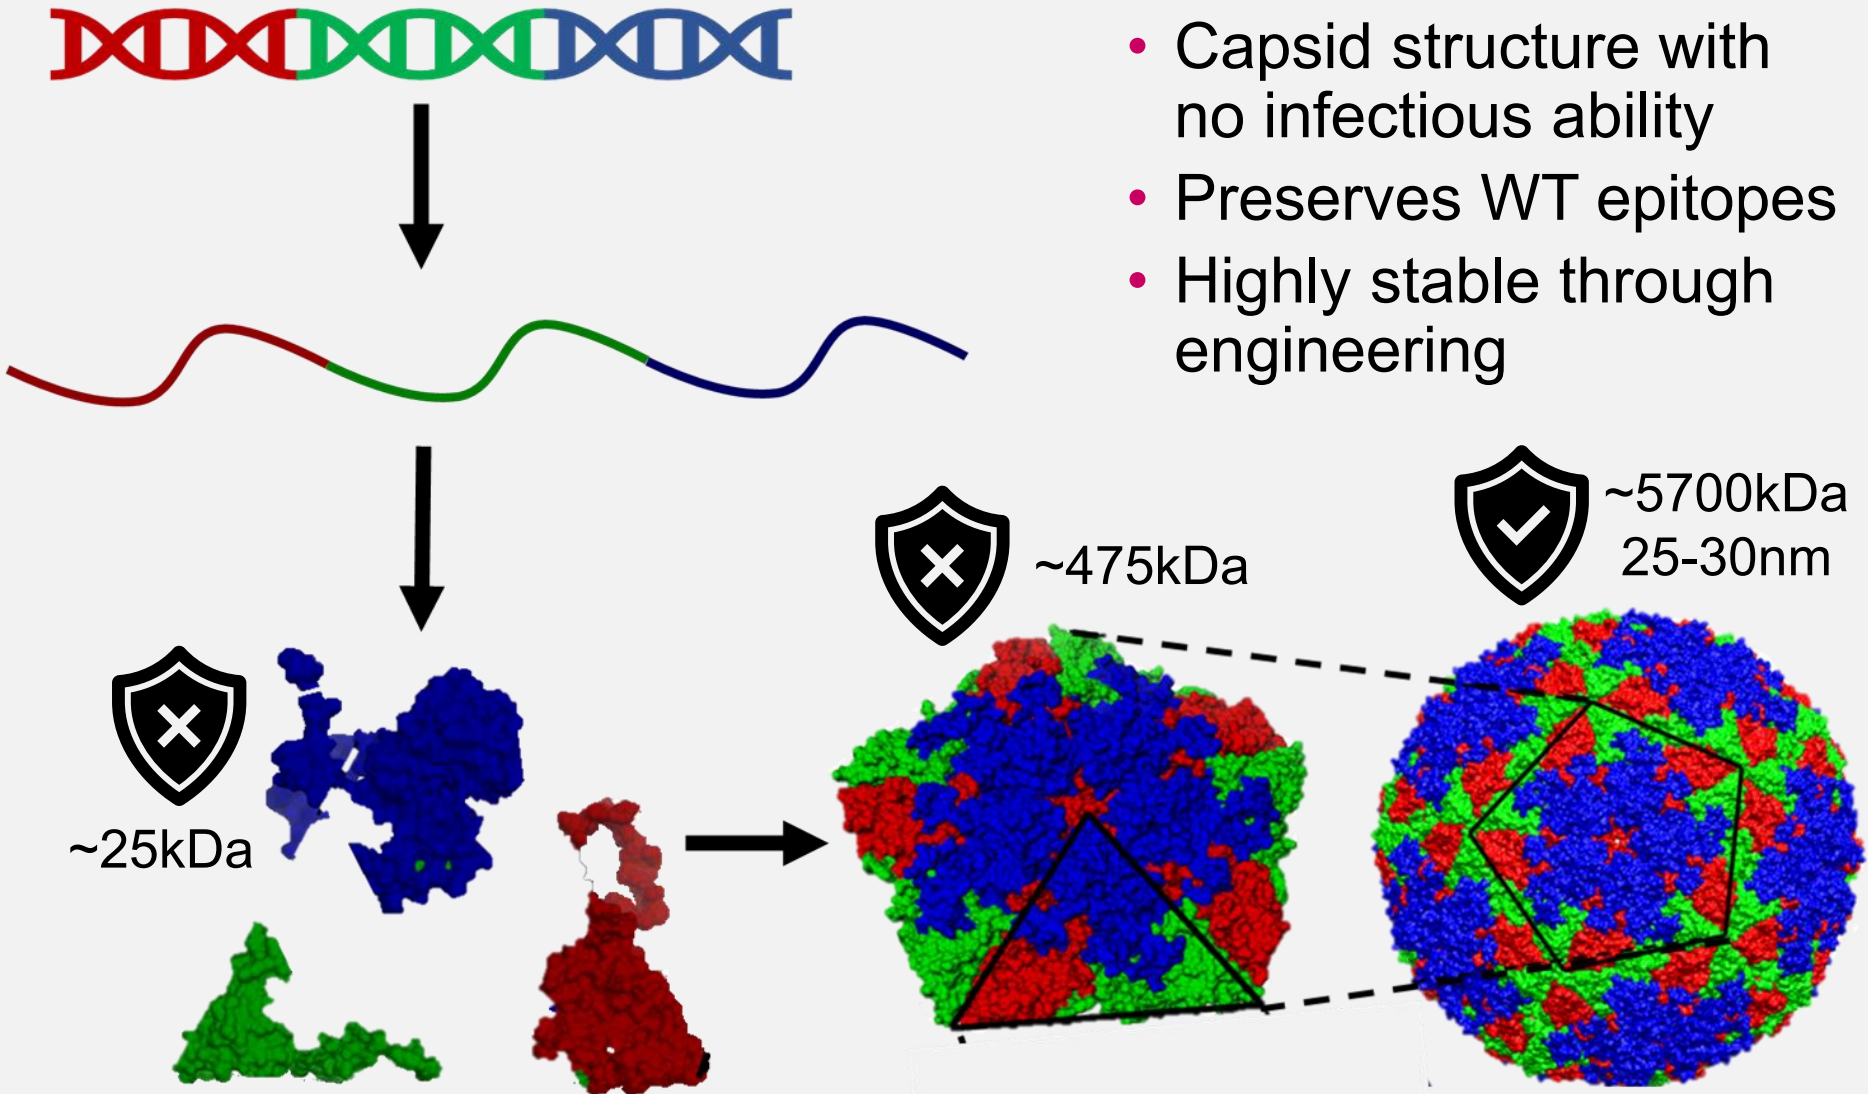 • Capsid structure with
no infectious ability
• Preserves WT epitopes
• Highly stable through
engineering
~5700kDa
25-30nm
~475kDa
~25kDa